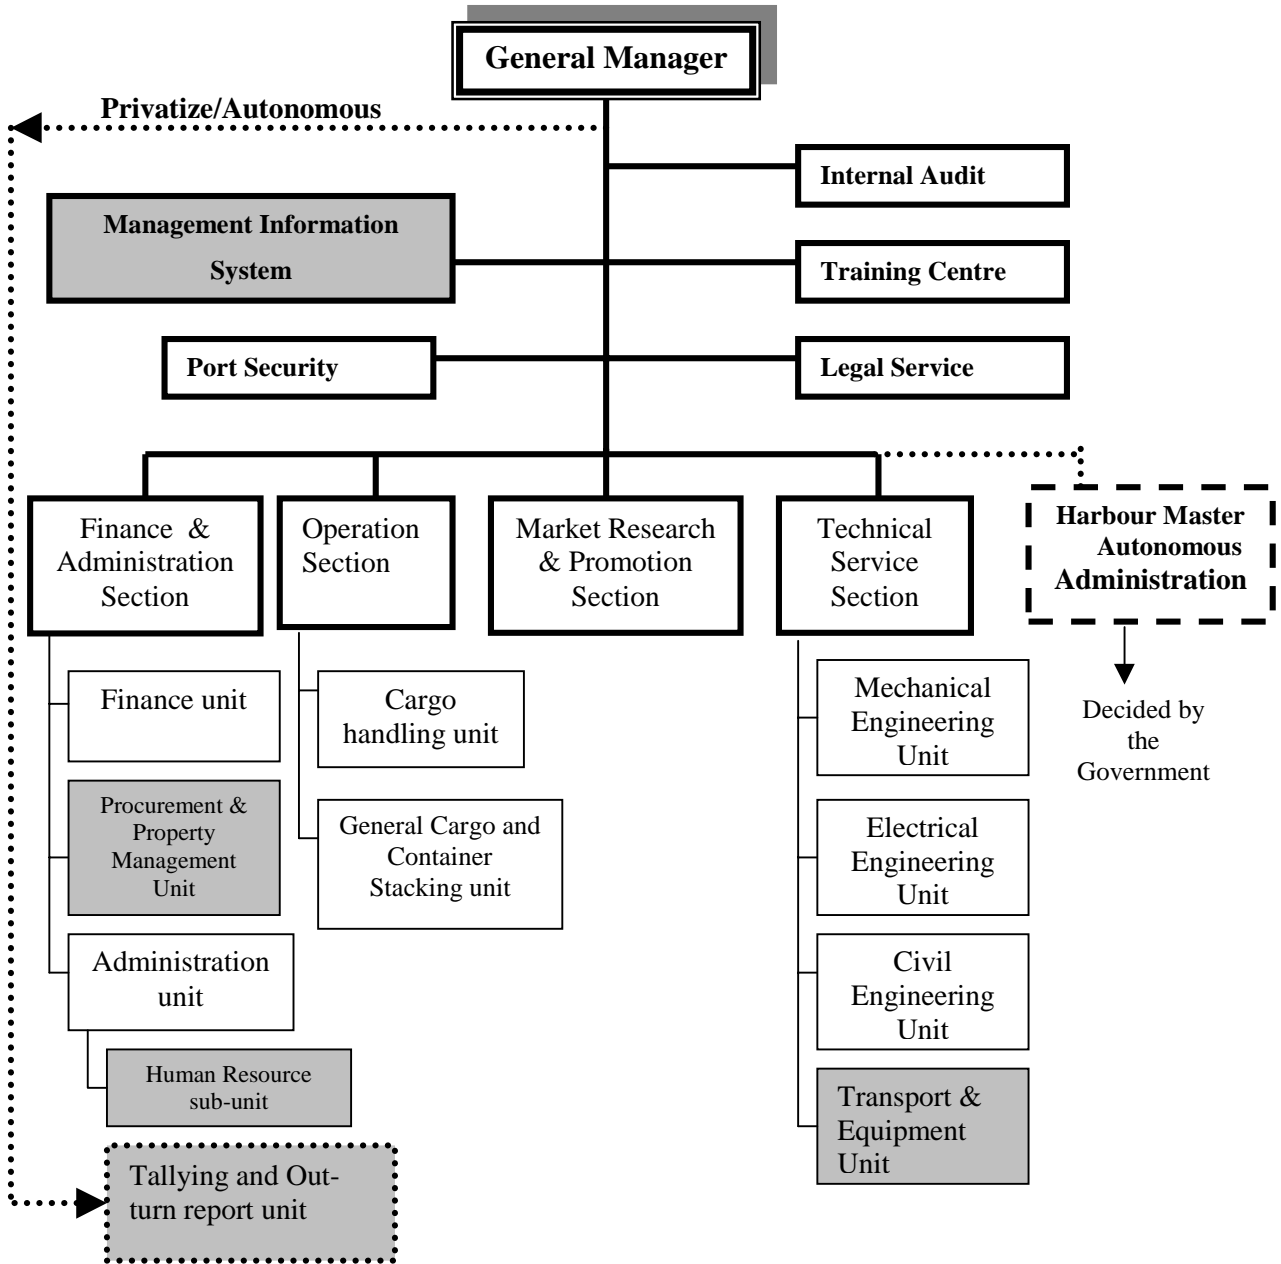 General Manager
Privatize/Autonomous
Internal Audit
Management Information
System
Training Centre
Port Security
Legal Service
Finance &
Administration
Section
Operation
Section
Market Research
& Promotion
Section
Technical
Service
Section
Harbour Master
Autonomous
Administration
Finance unit
Procurement &
Property
Management
Unit
Administration
unit
Human Resource
sub-unit
Tallying and Out-
turn report unit
Cargo
handling unit
General Cargo and
Container
Stacking unit
Mechanical
Engineering
Unit
Electrical
Engineering
Unit
Civil
Engineering
Unit
Transport &
Equipment
Unit
Decided by
the
Government